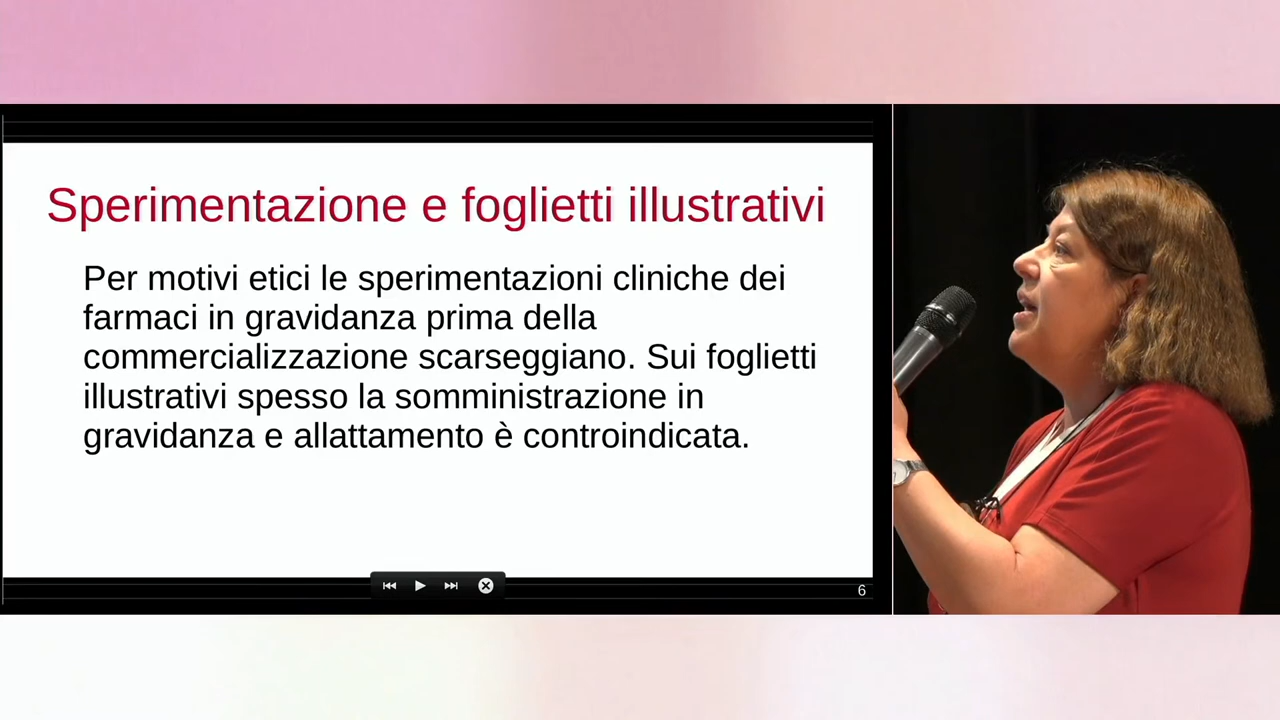 Sperimentazione e foglietti illustrativi
Per motivi etici le sperimentazioni cliniche dei
farmaci in gravidanza prima della
commercializzazione scarseggiano. Sui foglietti
illustrativi spesso la somministrazione in
gravidanza e allattamento è controindicata.
6